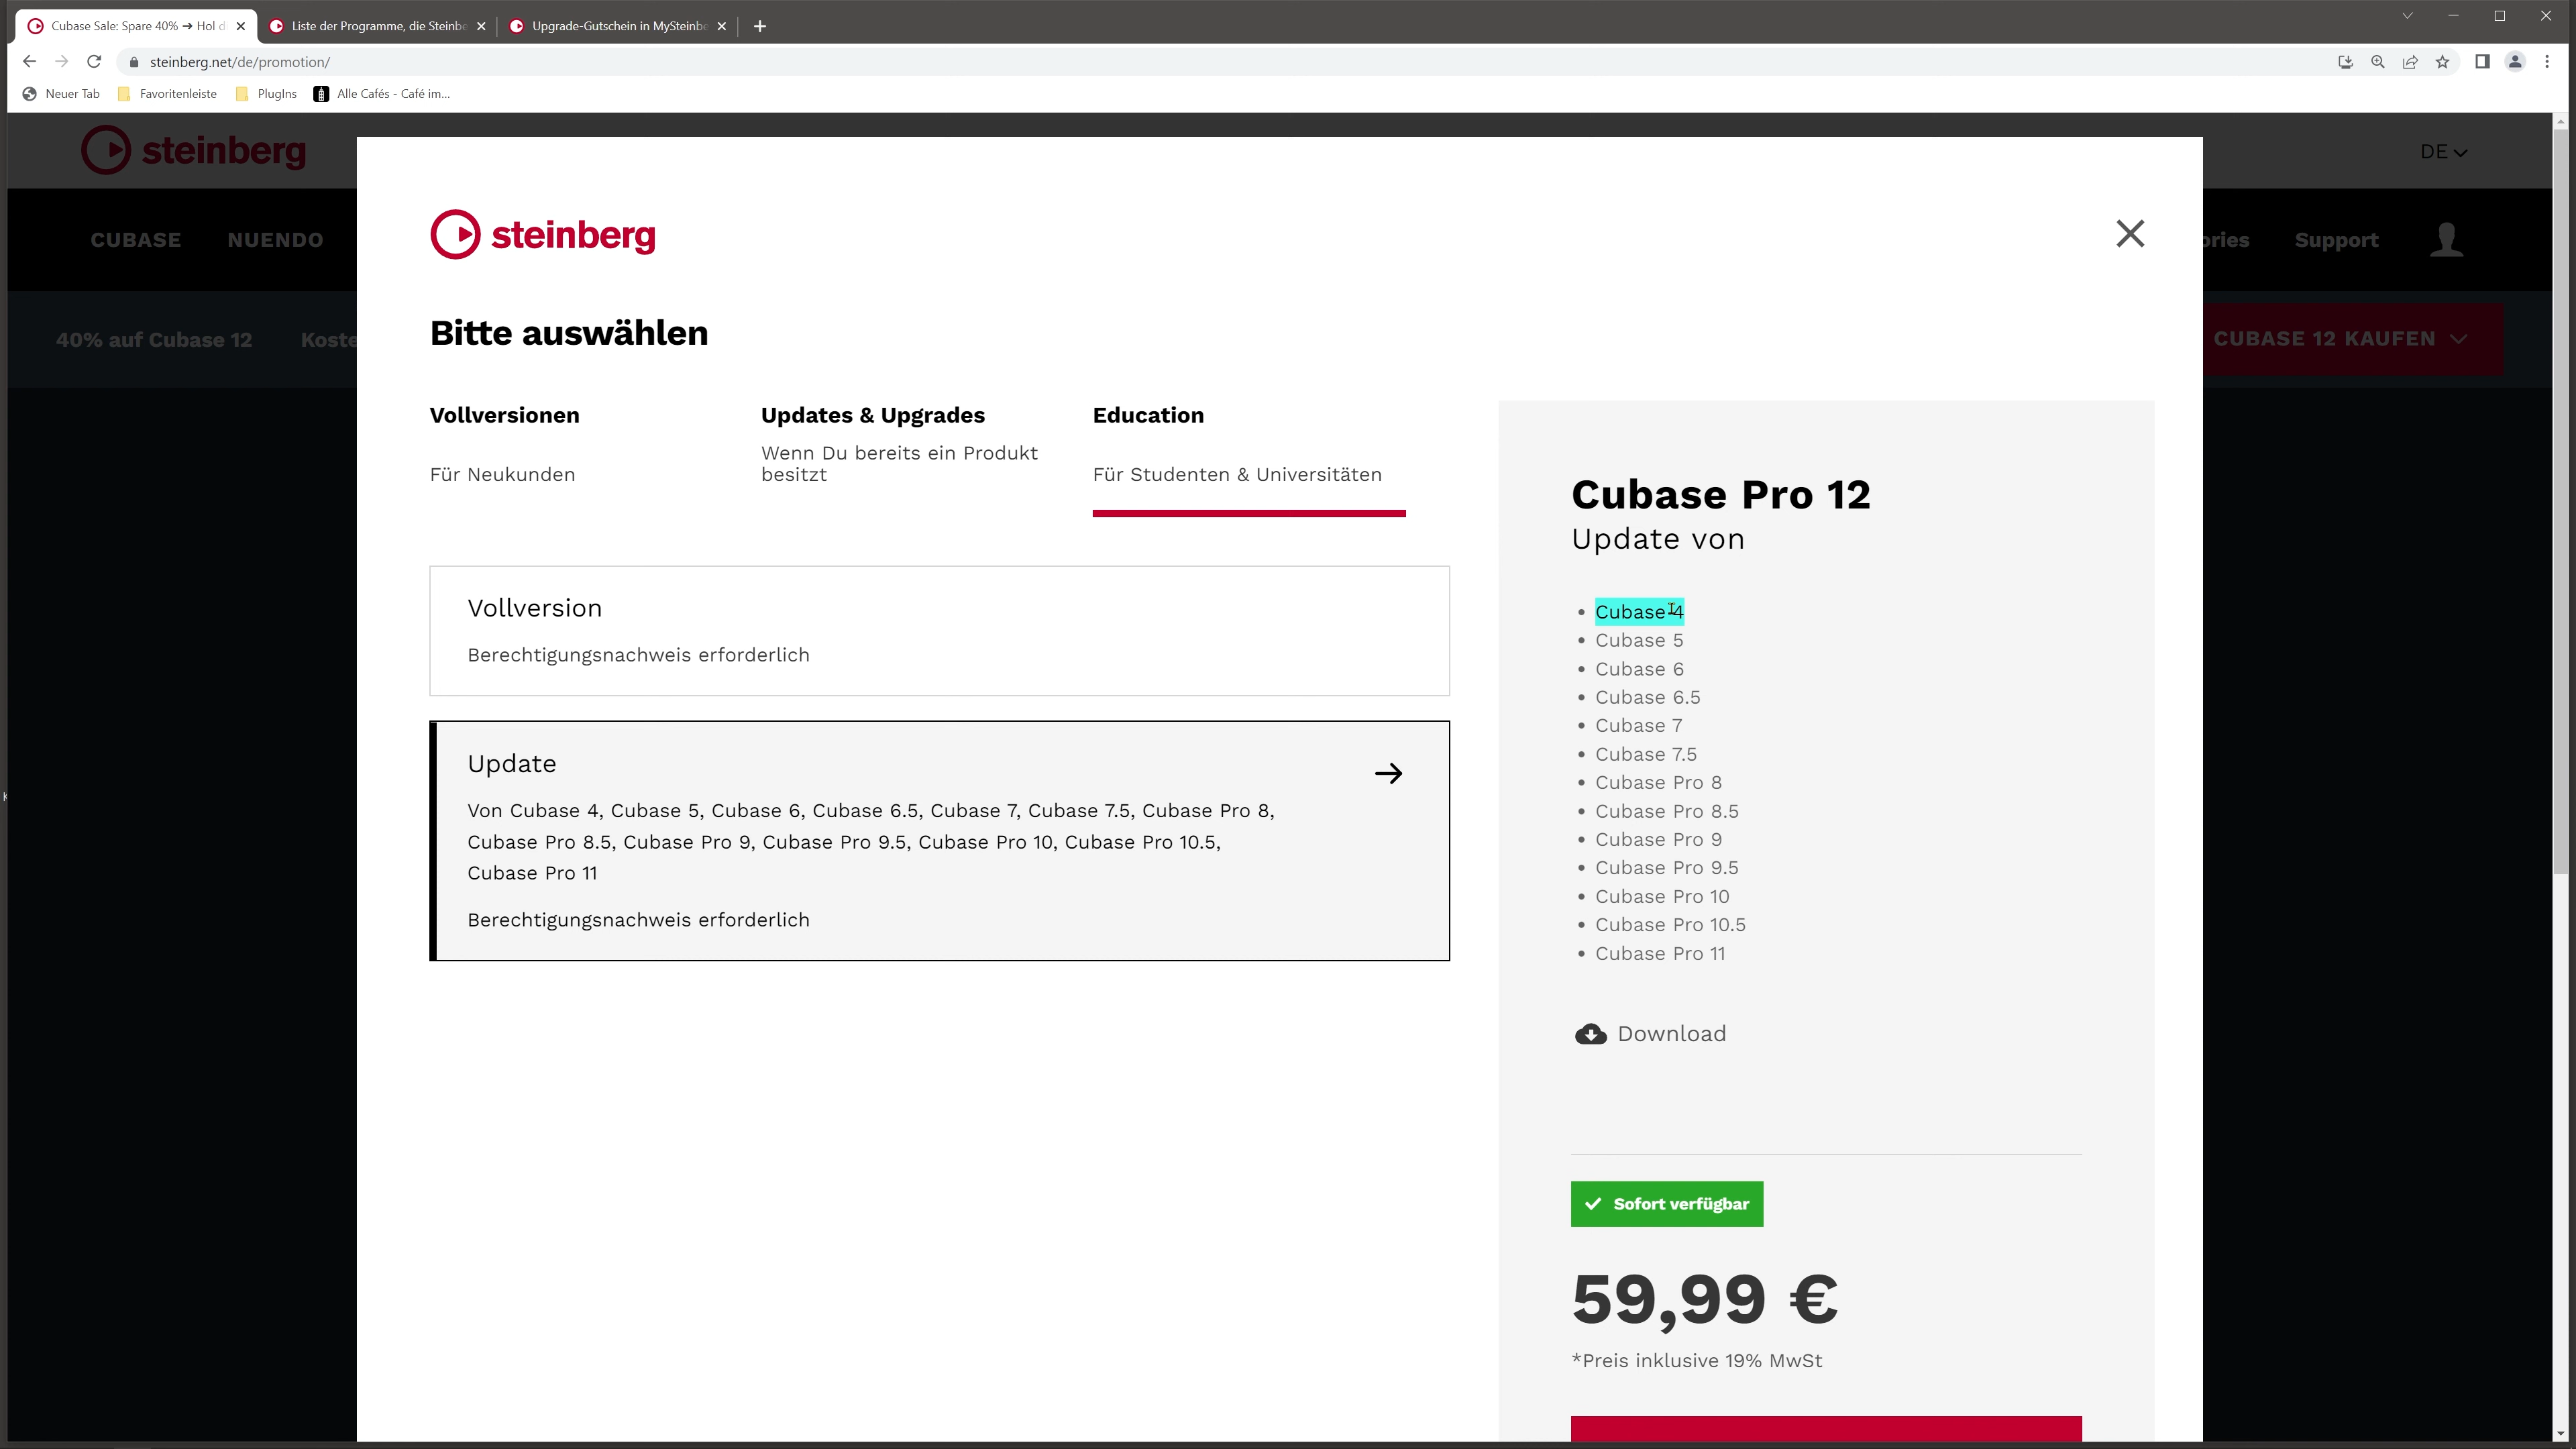 Cubase Sale: Spare 40% ➔ Hol d
Liste der Programme, die Steinbe
Upgrade-Gutschein in MySteinbe
steinberg.net/de/promotion/
Neuer Tab
Favoritenleiste
PlugIns
Alle Cafés - Café im...
steinberg
DE
CUBASE
NUENDO
ories
Support
40% auf Cubase 12
Koste
CUBASE 12 KAUFEN
steinberg
Bitte auswählen
Vollversionen
Für Neukunden
Updates & Upgrades
Wenn Du bereits ein Produkt
besitzt
Education
Für Studenten & Universitäten
Vollversion
Berechtigungsnachweis erforderlich
Update
Von Cubase 4, Cubase 5, Cubase 6, Cubase 6.5, Cubase 7, Cubase 7.5, Cubase Pro 8,
Cubase Pro 8.5, Cubase Pro 9, Cubase Pro 9.5, Cubase Pro 10, Cubase Pro 10.5,
Cubase Pro 11
Berechtigungsnachweis erforderlich
Cubase Pro 12
Update von
Cubase 4
Cubase 5
Cubase 6
Cubase 6.5
Cubase 7
Cubase 7.5
Cubase Pro 8
Cubase Pro 8.5
Cubase Pro 9
Cubase Pro 9.5
Cubase Pro 10
Cubase Pro 10.5
Cubase Pro 11
Download
Sofort verfügbar
59,99 €
*Preis inklusive 19% MwSt